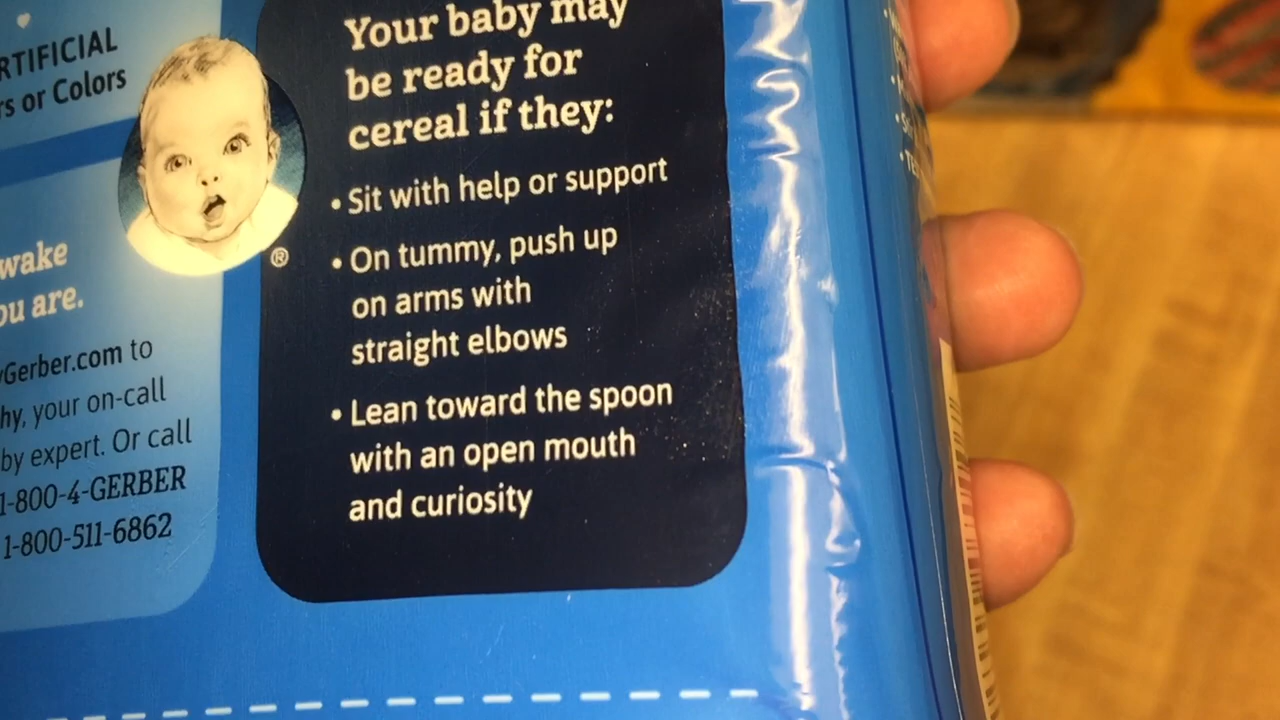 RTIFICIAL
rs or Colors
wake
ou are.
Gerber.com to
hy, your on-call
by expert. Or call
1-800-4-GERBER
1-800-511-6862
®
Your baby may
be ready for
cereal if they:
• Sit with help or support
• On tummy, push up
on arms with
straight elbows
• Lean toward the spoon
with an open mouth
and curiosity